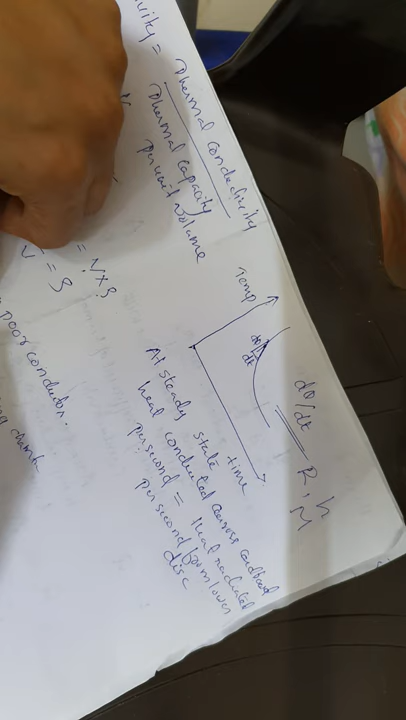 ivity = Thermal conductivity
Thermal capacity
per unit volume
= V x ρ
V = ρ
poor conductor.
Temp
dθ/dt
time
dθ/dt
R, h
M
At steady state
heat conducted across cardboard
per second = Heat radiated
per second from lower
disc